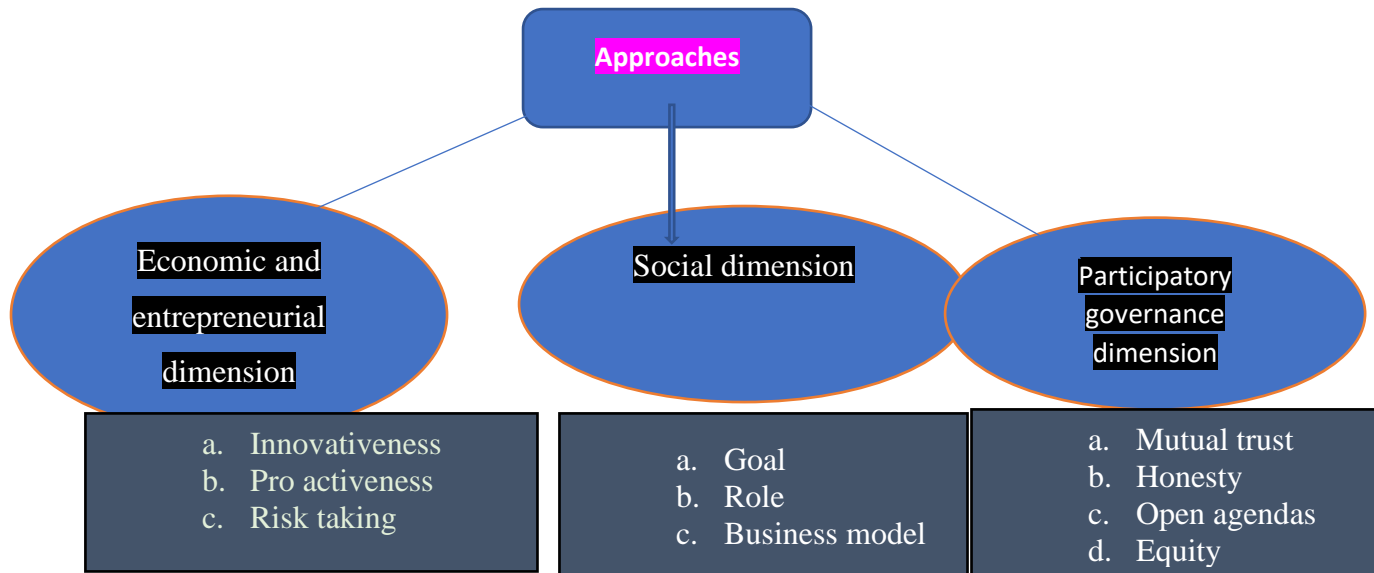 Approaches
Economic and
entrepreneurial
dimension
Social dimension
Participatory
governance
dimension
a. Innovativeness
b. Pro activeness
c. Risk taking
a. Goal
b. Role
c. Business model
a. Mutual trust
b. Honesty
c. Open agendas
d. Equity